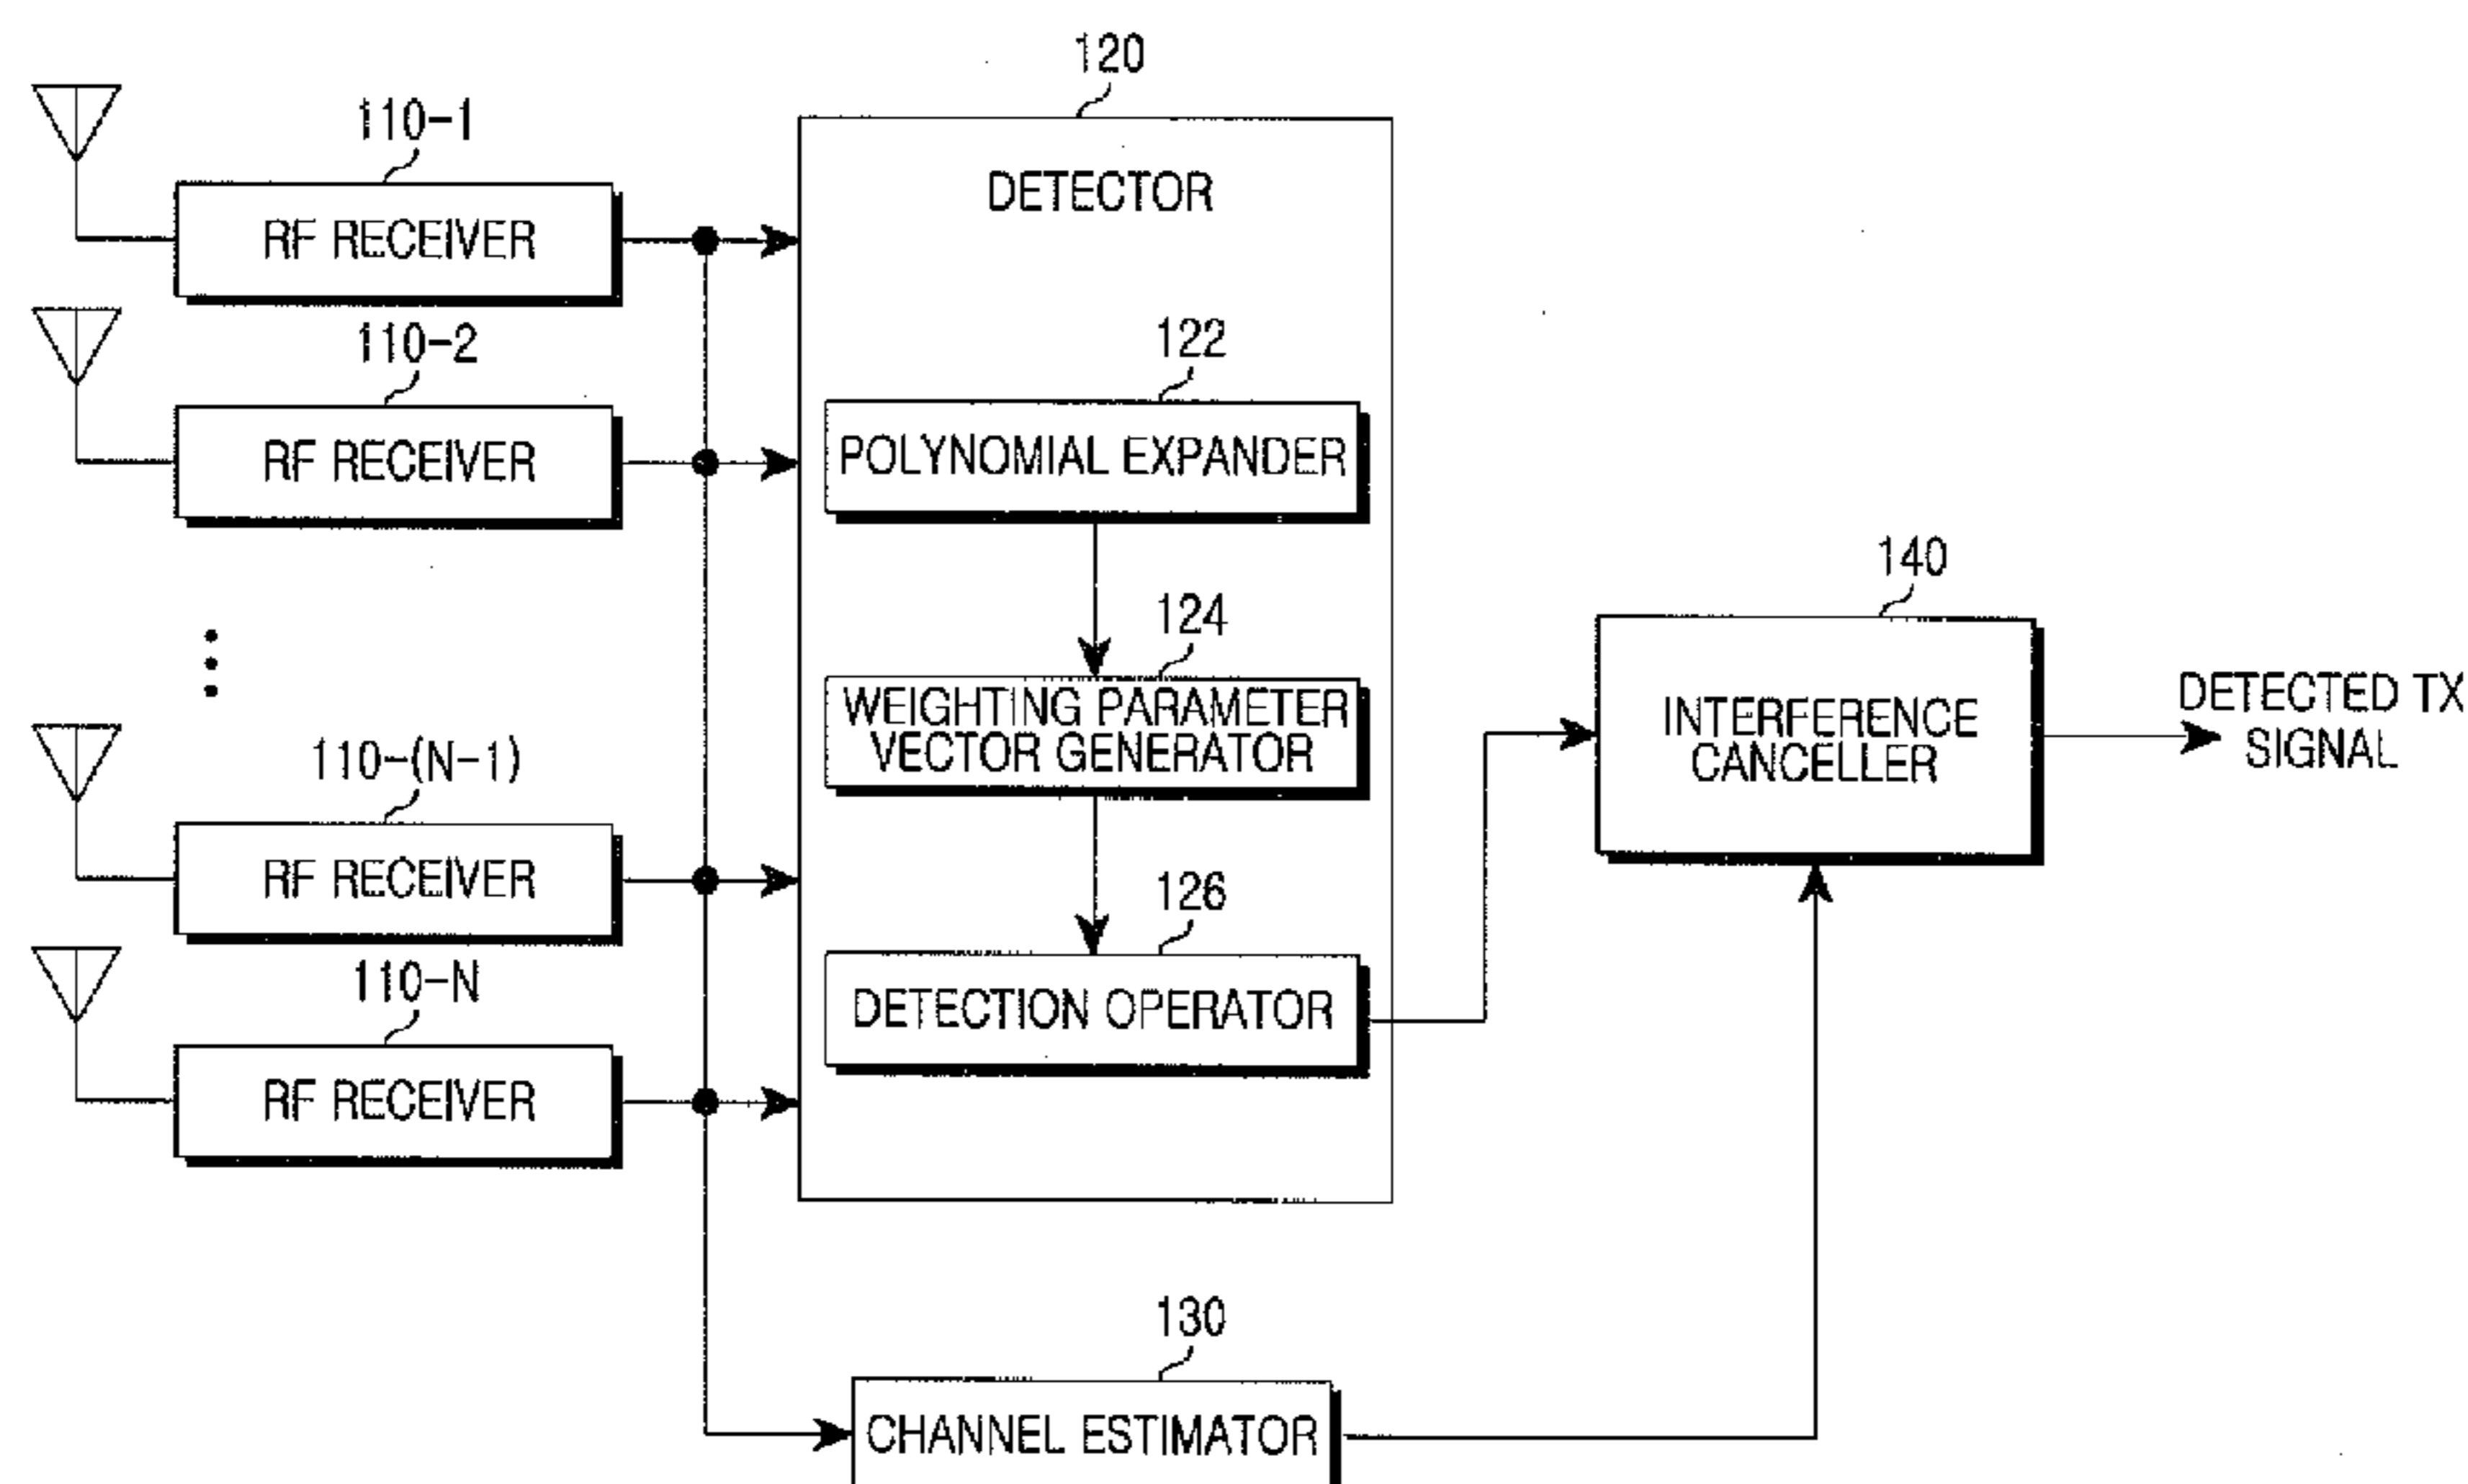 120
110-1
DETECTOR
RF RECEIVER
122
110-2
POLYNOMIAL EXPANDER
RF RECEIVER
140
124
WEIGHTING PARAMETER
VECTOR GENERATOR
INTERFERENCE
CANCELLER
DETECTED TX
SIGNAL
110-(N-1)
RF RECEIVER
126
110-N
DETECTION OPERATOR
RF RECEIVER
130
CHANNEL ESTIMATOR